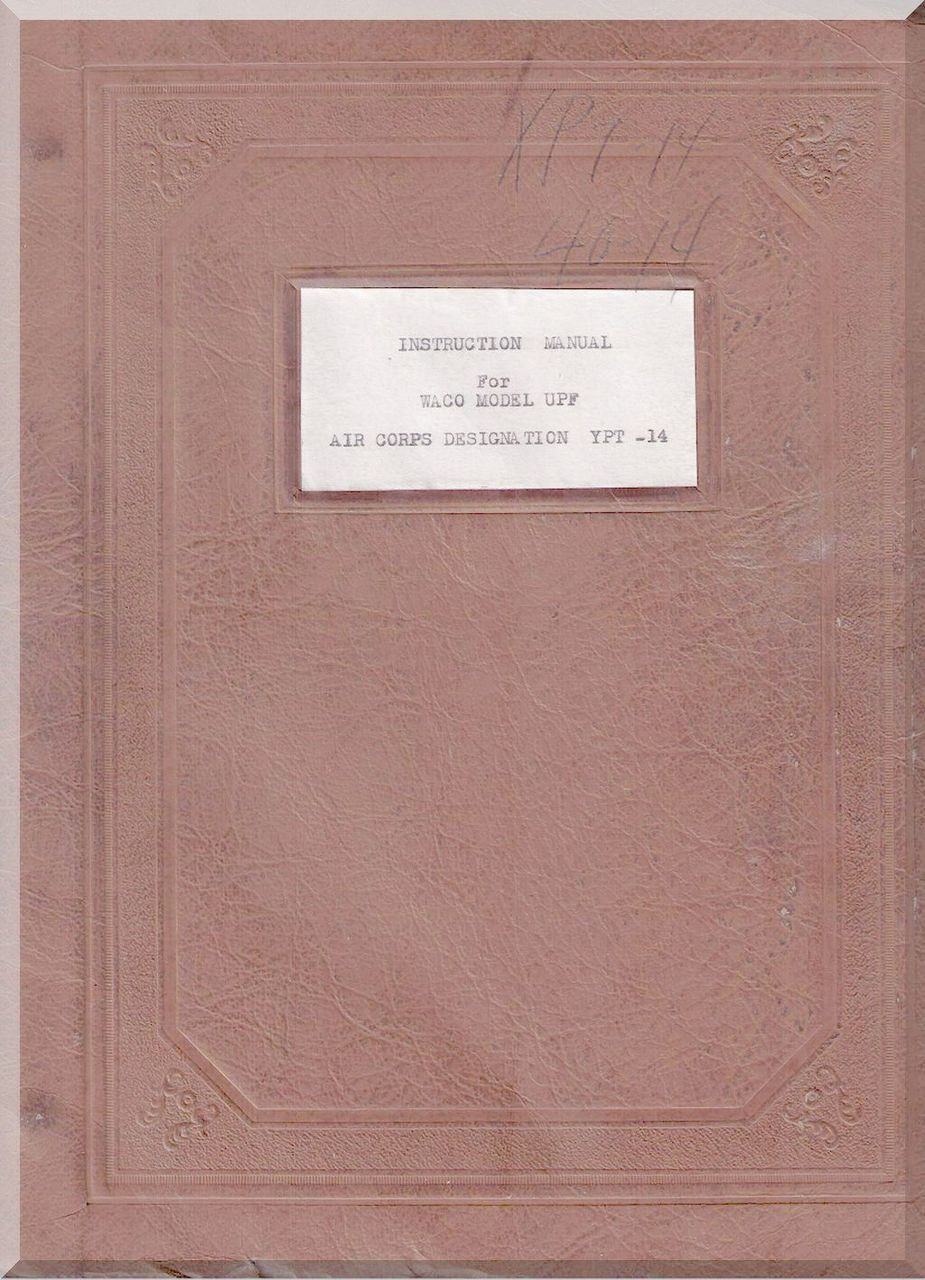 XPT-14
40-14
INSTRUCTION MANUAL
For
WACO MODEL UPF
AIR CORPS DESIGNATION YPT -14